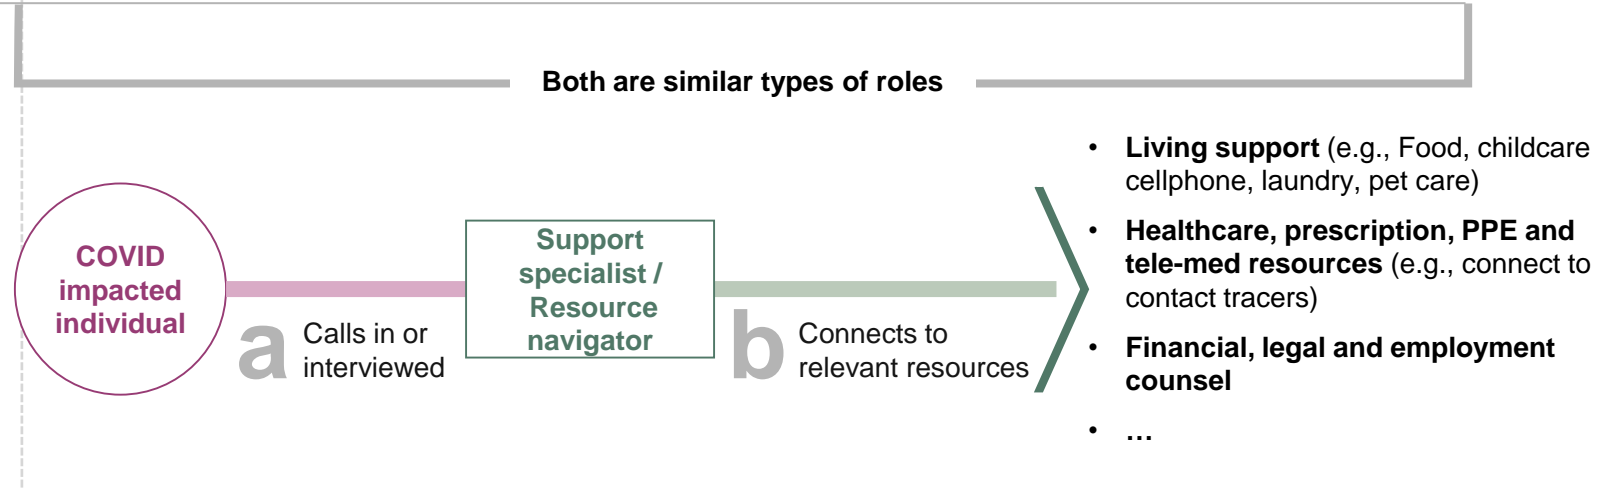 Both are similar types of roles
COVID
impacted
individual
a
Calls in or
interviewed
Support
specialist /
Resource
navigator
b
Connects to
relevant resources
• Living support (e.g., Food, childcare
cellphone, laundry, pet care)
• Healthcare, prescription, PPE and
tele-med resources (e.g., connect to
contact tracers)
• Financial, legal and employment
counsel
• …